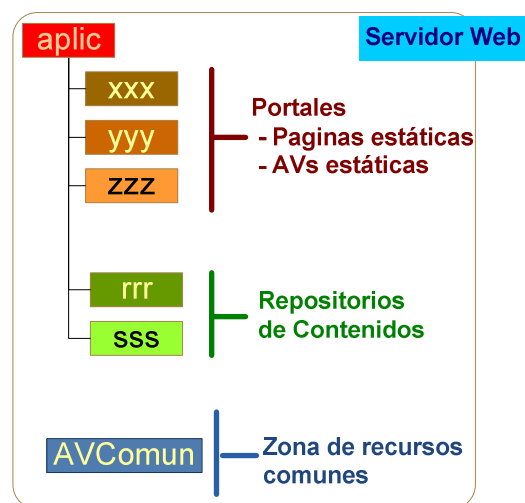 aplic
Servidor Web
xxx
yyy
zzz
Portales
- Paginas estáticas
- AVs estáticas
rrr
sss
Repositorios
de Contenidos
AVComun
Zona de recursos
comunes